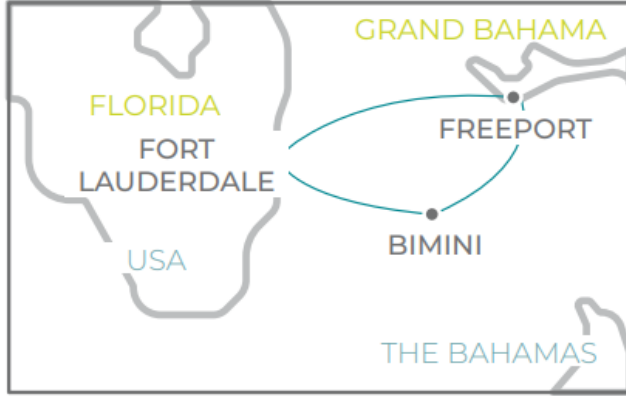 GRAND BAHAMA
FLORIDA
FORT
LAUDERDALE
FREEPORT
BIMINI
USA
THE BAHAMAS